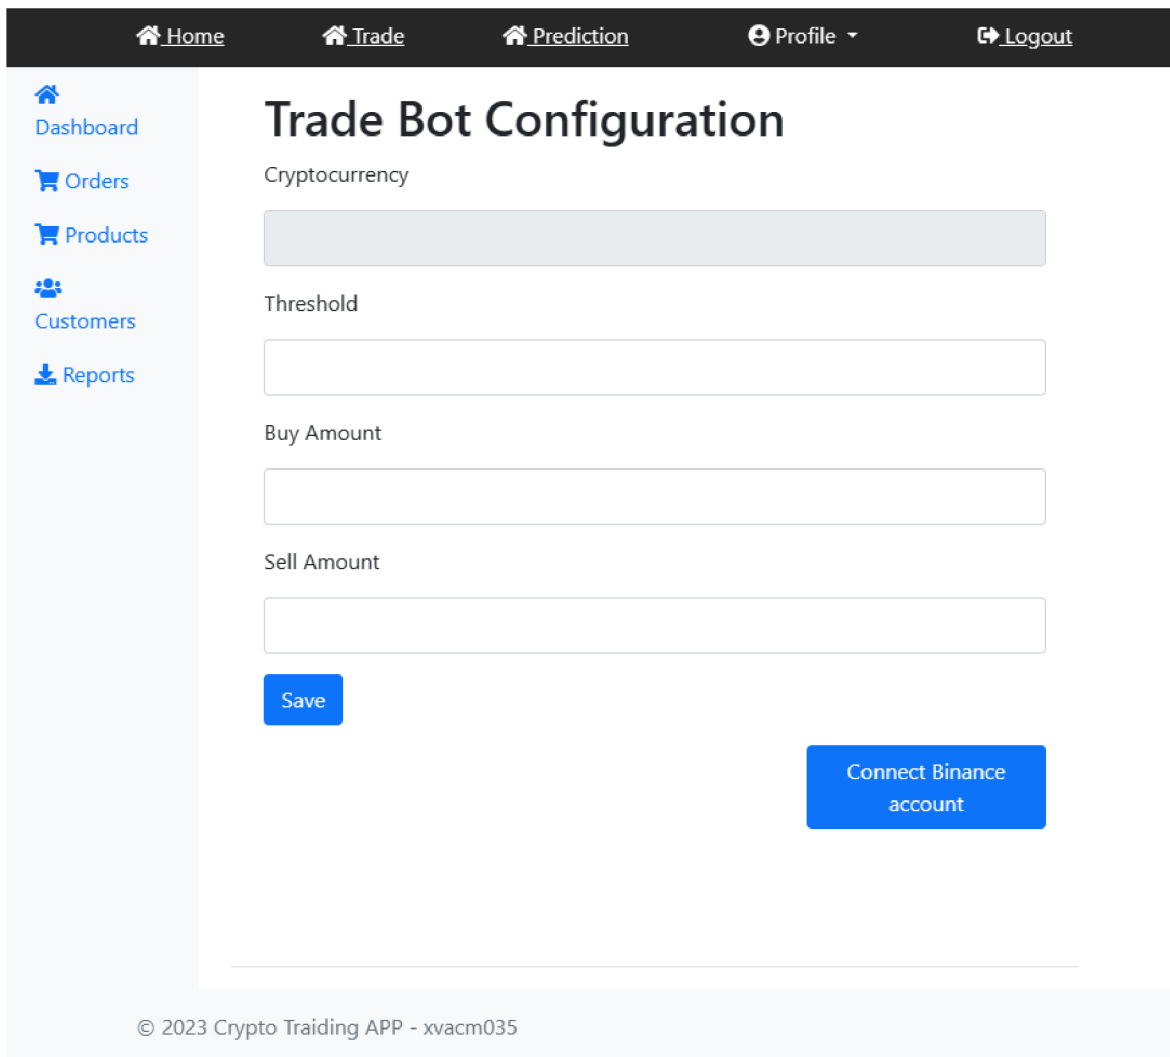 Home Trade Prediction Profile Logout
Dashboard
Orders
Products
Customers
Reports
Trade Bot Configuration
Cryptocurrency
Threshold
Buy Amount
Sell Amount
Save
Connect Binance
account
© 2023 Crypto Traiding APP - xvacm035